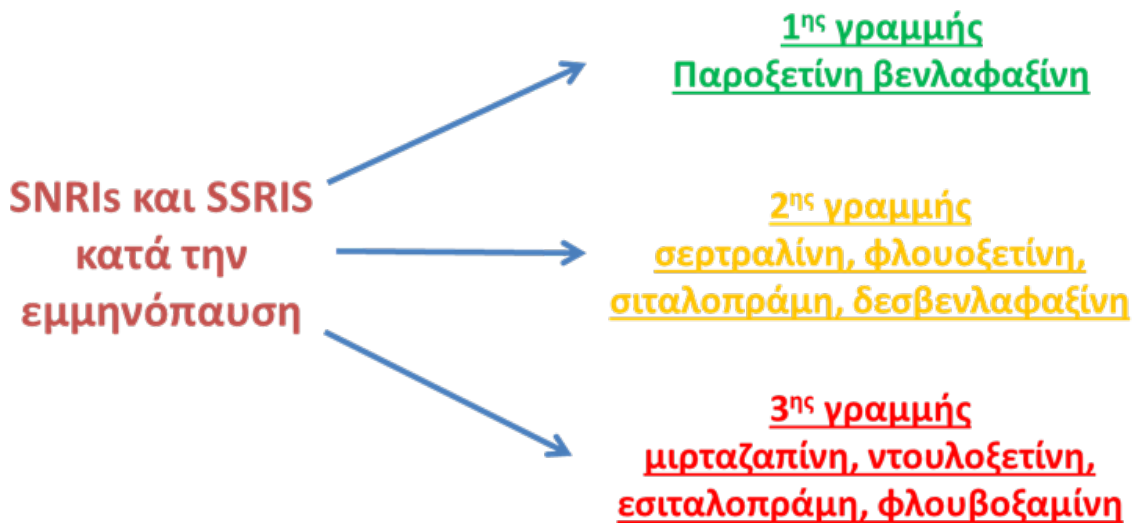 SNRIs και SSRIS
κατά την
εμμηνόπαυση
1ης γραμμής
Παροξετίνη βενλαφαξίνη
2ης γραμμής
σερτραλίνη, φλουοξετίνη,
σιταλοπράμη, δεσβενλαφαξίνη
3ης γραμμής
μιρταζαπίνη, ντουλοξετίνη,
εσιταλοπράμη, φλουβοξαμίνη